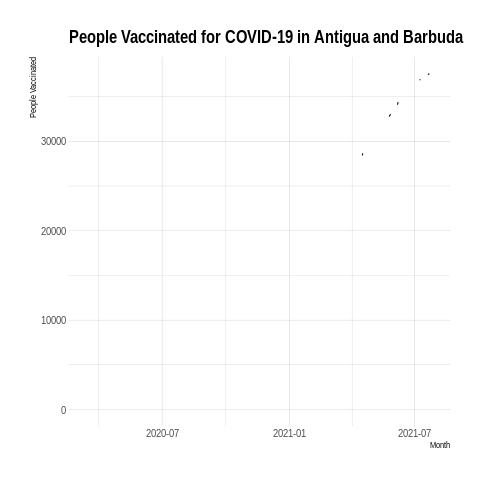 People Vaccinated for COVID-19 in Antigua and Barbuda
People Vaccinated
30000
20000
10000
0
2020-07 2021-01 2021-07
Month